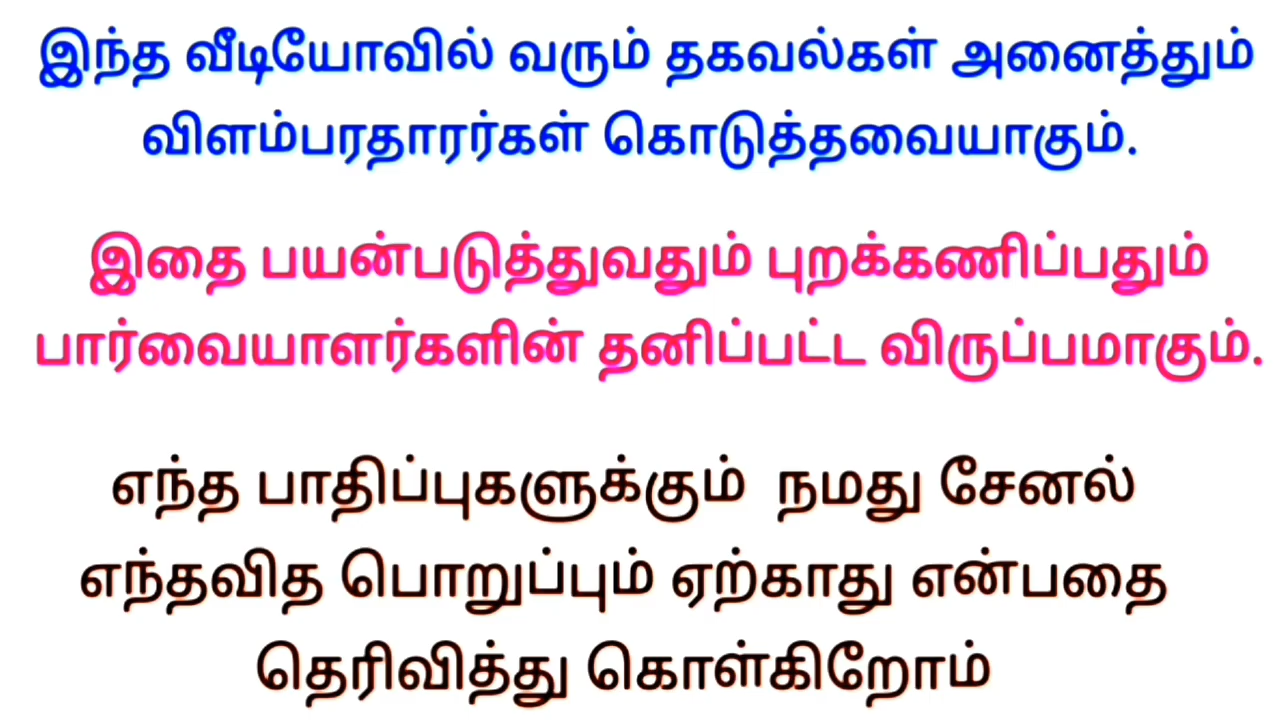 இந்த வீடியோவில் வரும் தகவல்கள் அனைத்தும்
விளம்பரதாரர்கள் கொடுத்தவையாகும்.
இதை பயன்படுத்துவதும் புறக்கணிப்பதும்
பார்வையாளர்களின் தனிப்பட்ட விருப்பமாகும்.
எந்த பாதிப்புகளுக்கும் நமது சேனல்
எந்தவித பொறுப்பும் ஏற்காது என்பதை
தெரிவித்து கொள்கிறோம்